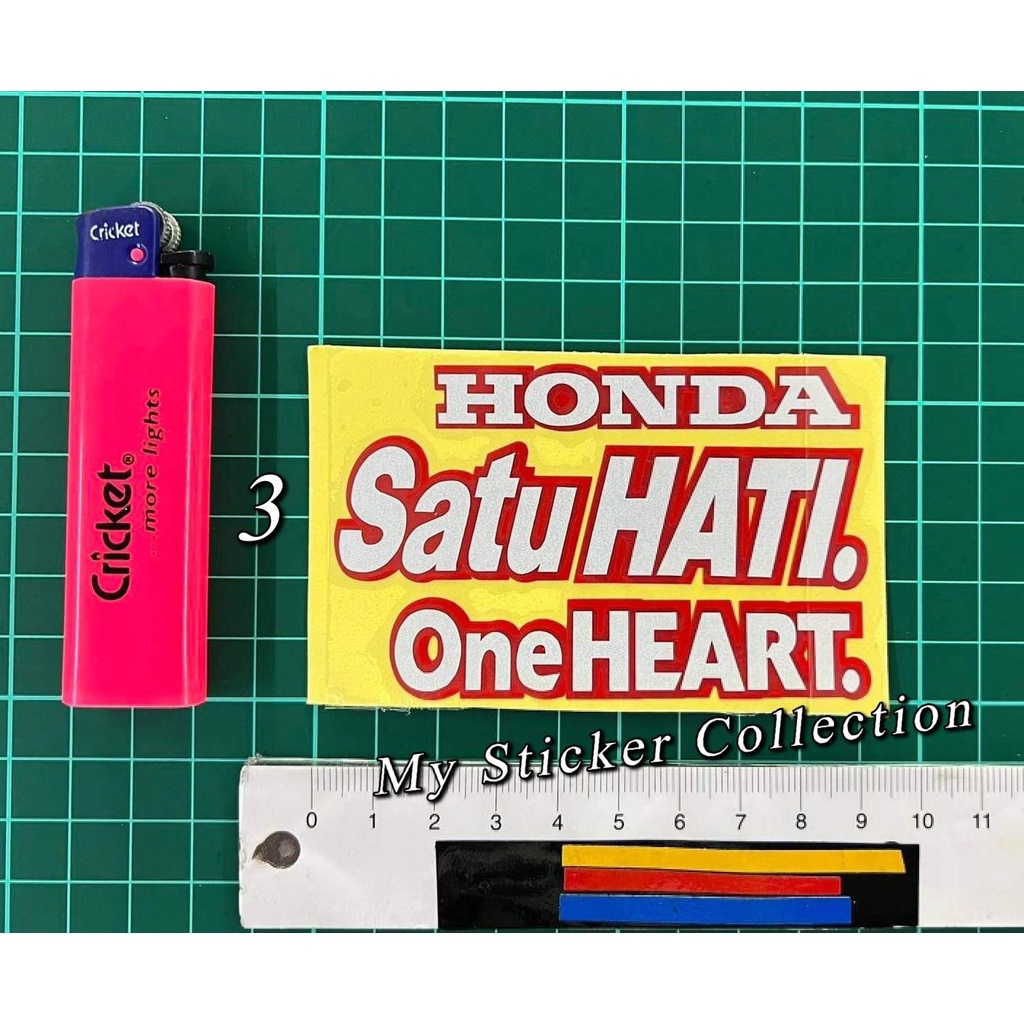 Cricket
Cricket®
...more lights
3
HONDA
Satu HATI.
One HEART.
My Sticker Collection
0 1 2 3 4 5 6 7 8 9 10 11